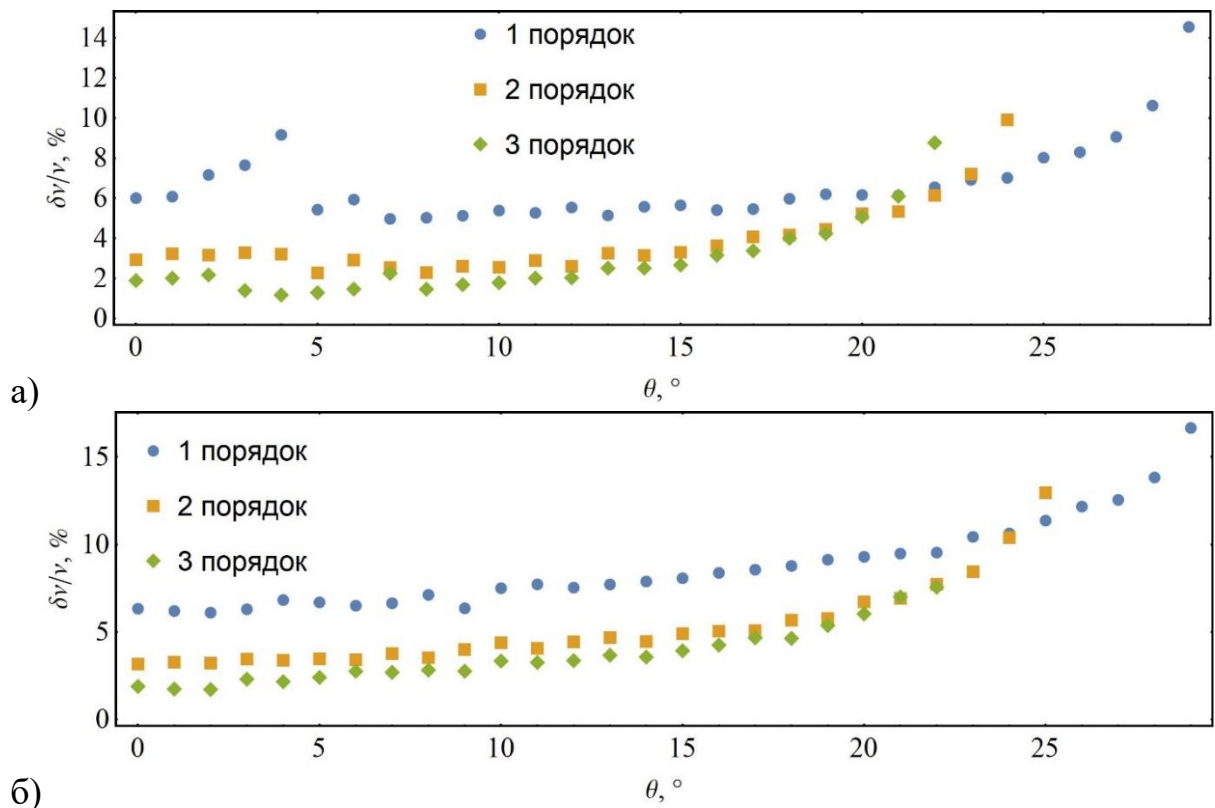 14
12
10
8
6
4
2
0
δν/ν, %
1 порядок
2 порядок
3 порядок
0 5 10 15 20 25
θ, °
а)
15
10
5
0
δν/ν, %
1 порядок
2 порядок
3 порядок
0 5 10 15 20 25
θ, °
б)